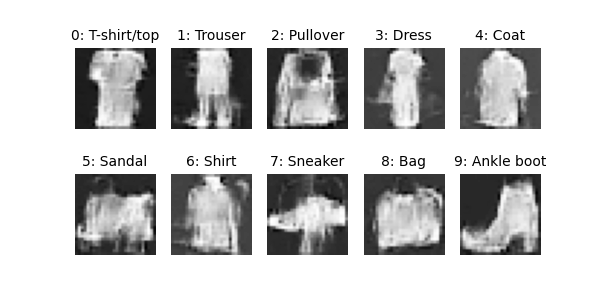 0: T-shirt/top 1: Trouser 2: Pullover 3: Dress 4: Coat
5: Sandal 6: Shirt 7: Sneaker 8: Bag 9: Ankle boot